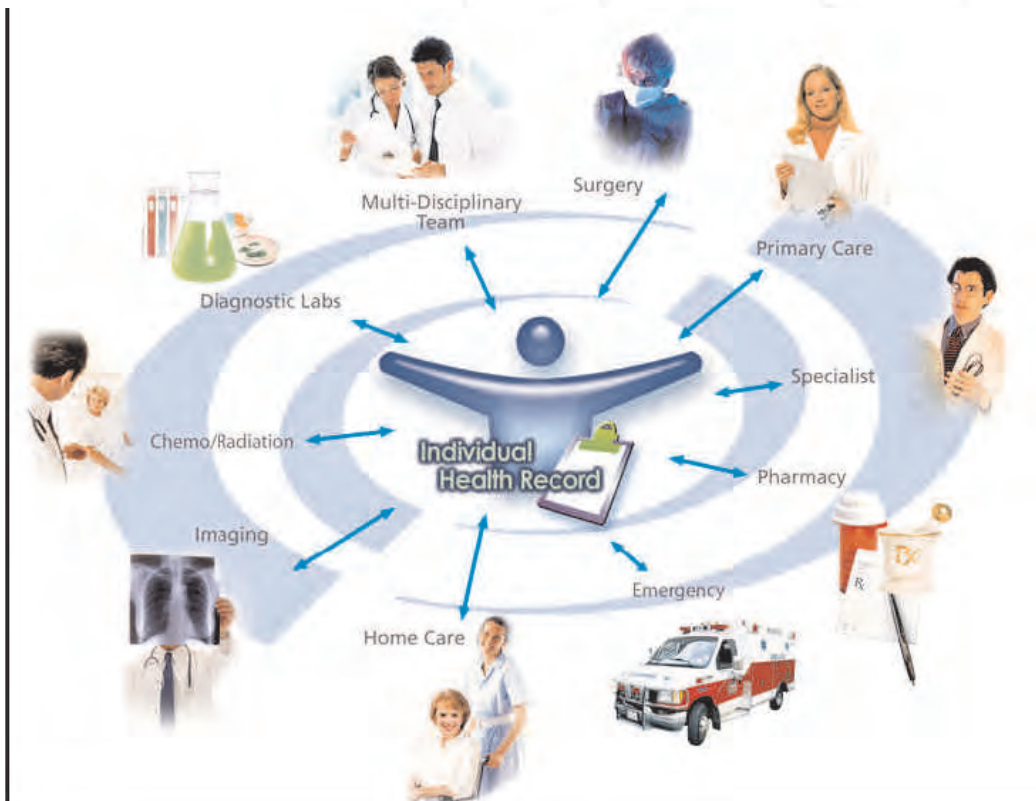 Multi-Disciplinary
Team
Surgery
Primary Care
Diagnostic Labs
Specialist
Chemo/Radiation
Individual
Health Record
Pharmacy
Imaging
Emergency
Home Care
Rx